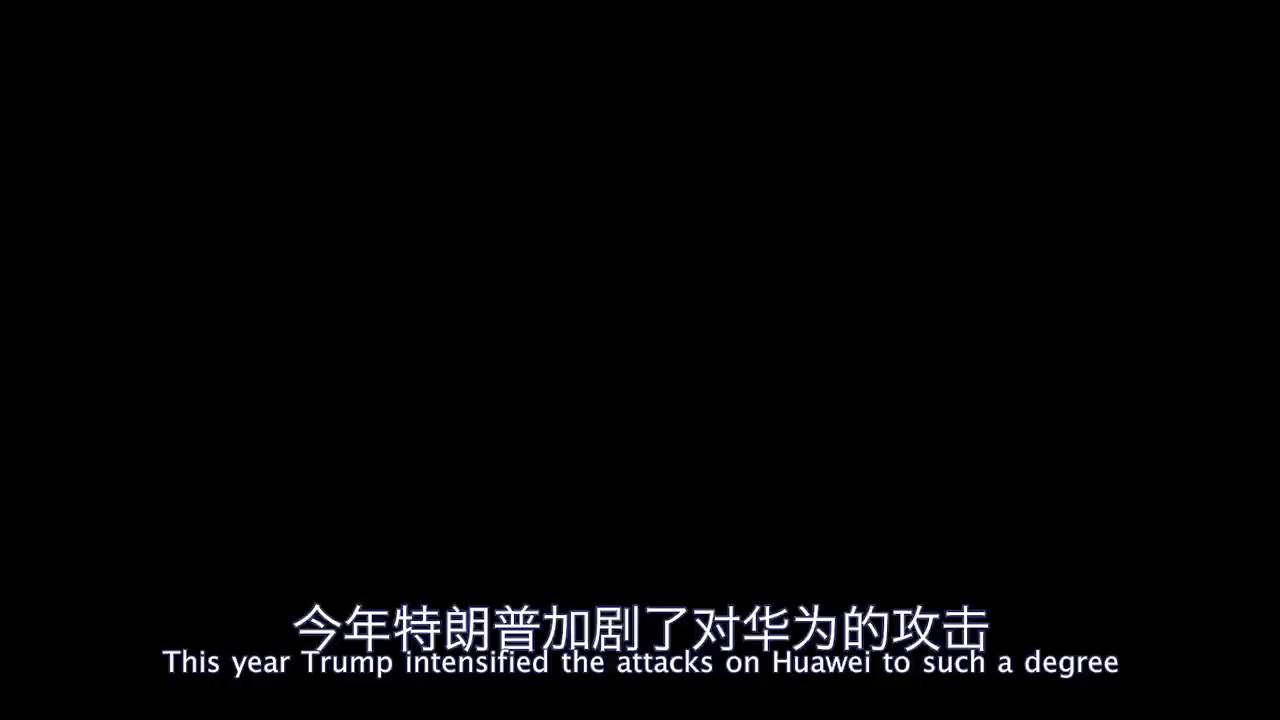 今年特朗普加剧了对华为的攻击
This year Trump intensified the attacks on Huawei to such a degree